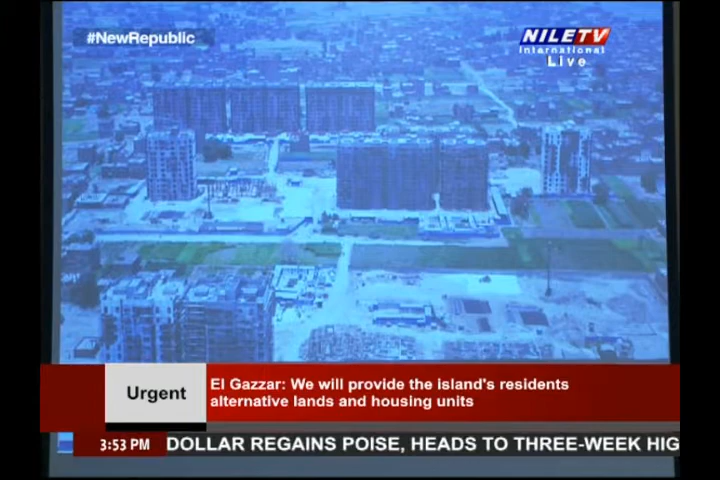 #NewRepublic
NILETV
International
Live
Urgent
El Gazzar: We will provide the island's residents
alternative lands and housing units
3:53 PM
DOLLAR REGAINS POISE, HEADS TO THREE-WEEK HIG